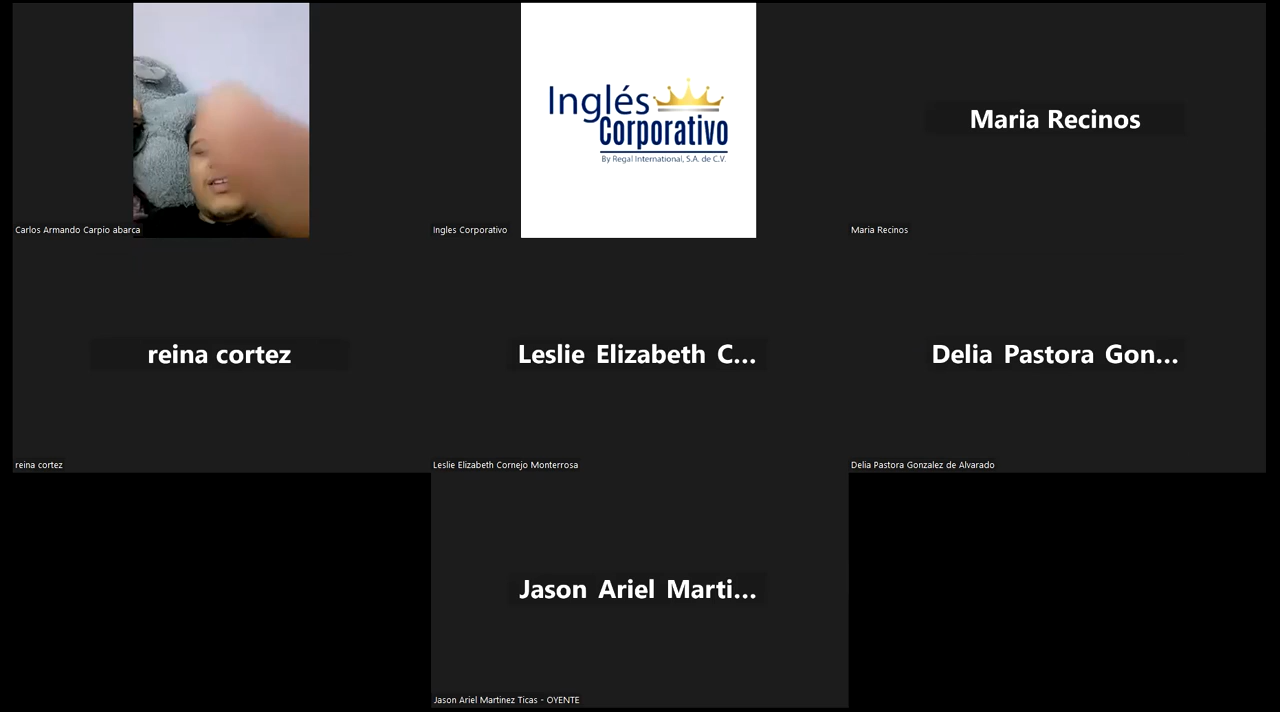 Carlos Armando Carpio abarca
Inglés
Corporativo
By Regal International, S.A. de C.V.
Ingles Corporativo
Maria Recinos
Maria Recinos
reina cortez
reina cortez
Leslie Elizabeth C...
Leslie Elizabeth Cornejo Monterrosa
Delia Pastora Gon...
Delia Pastora Gonzalez de Alvarado
Jason Ariel Marti...
Jason Ariel Martinez Ticas - OYENTE